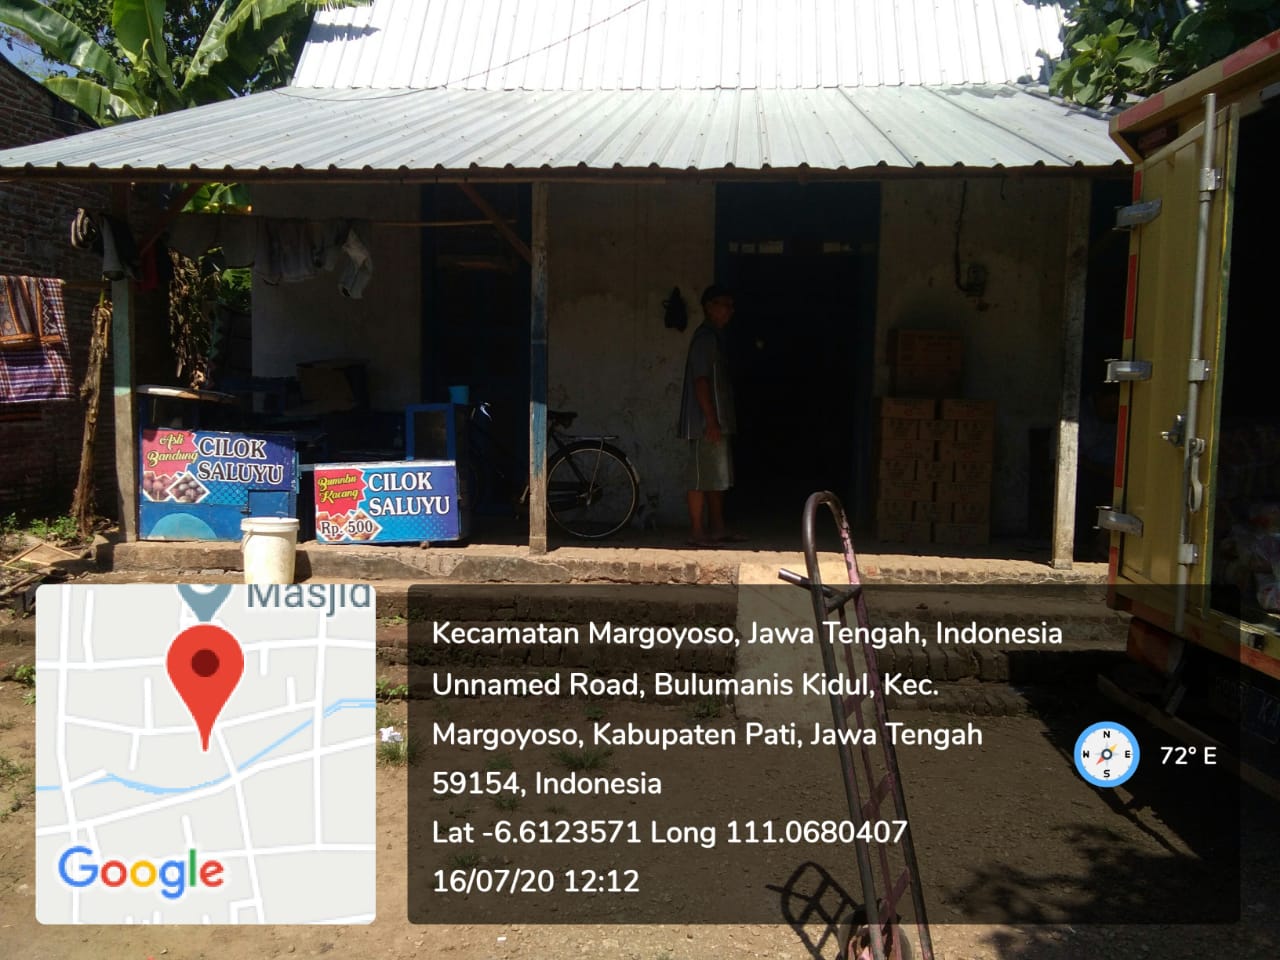 Asli
Bandung
CILOK
SALUYU
Bumnbu
Kacang
CILOK
SALUYU
Rp. 500
Masjid
Google
Kecamatan Margoyoso, Jawa Tengah, Indonesia
Unnamed Road, Bulumanis Kidul, Kec.
Margoyoso, Kabupaten Pati, Jawa Tengah
59154, Indonesia
Lat -6.6123571 Long 111.0680407
16/07/20 12:12
N
W E
S
72° E